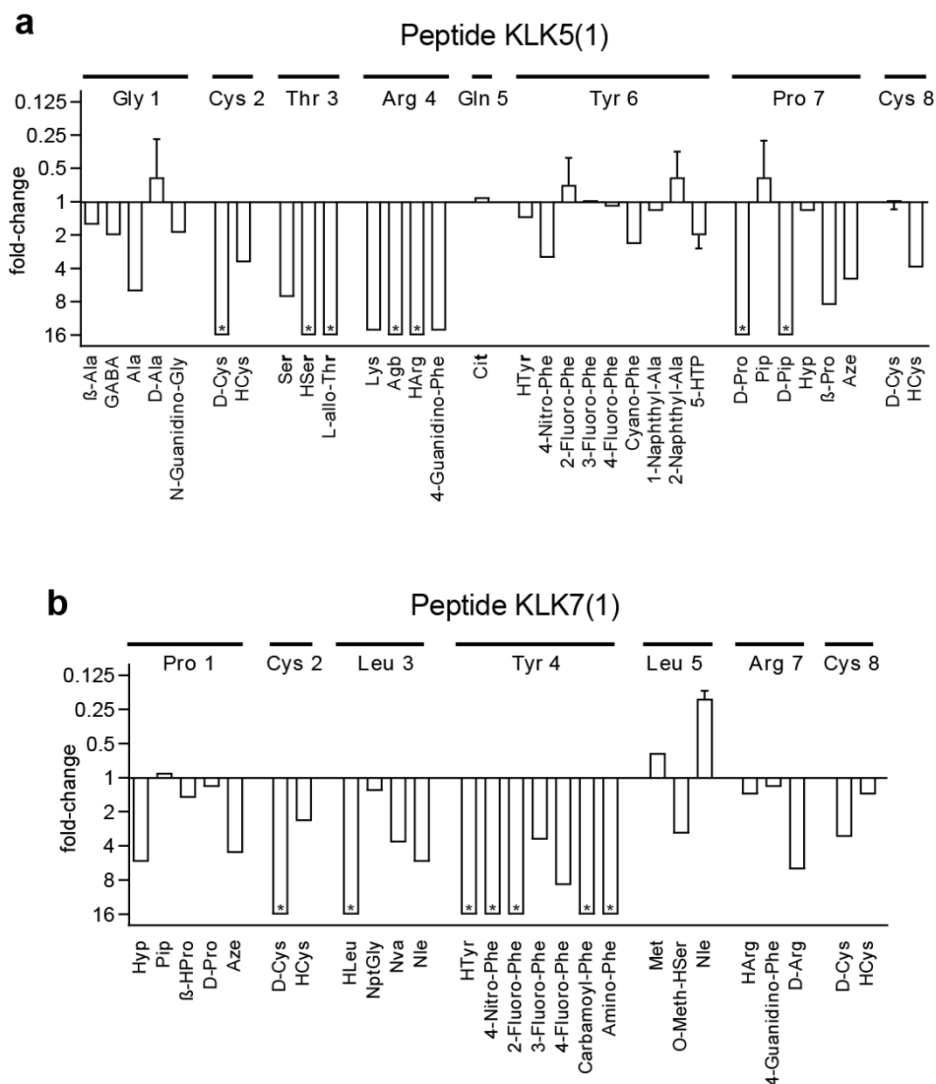 a
Peptide KLK5(1)
Gly 1 Cys 2 Thr 3 Arg 4 Gln 5 Tyr 6 Pro 7 Cys 8
fold-change
0.125
0.25
0.5
1
2
4
8
16
* * * * * * *
ß-Ala
GABA
Ala
D-Ala
N-Guanidino-Gly
D-Cys
HCys
Ser
HSer
L-allo-Thr
Lys
Agb
HArg
4-Guanidino-Phe
Cit
HTyr
4-Nitro-Phe
2-Fluoro-Phe
3-Fluoro-Phe
4-Fluoro-Phe
Cyano-Phe
1-Naphthyl-Ala
2-Naphthyl-Ala
5-HTP
D-Pro
Pip
D-Pip
Hyp
ß-Pro
Aze
D-Cys
HCys
b
Peptide KLK7(1)
Pro 1 Cys 2 Leu 3 Tyr 4 Leu 5 Arg 7 Cys 8
fold-change
0.125
0.25
0.5
1
2
4
8
16
* * * * * * *
Hyp
Pip
ß-HPro
D-Pro
Aze
D-Cys
HCys
HLeu
NptGly
Nva
Nle
HTyr
4-Nitro-Phe
2-Fluoro-Phe
3-Fluoro-Phe
4-Fluoro-Phe
Carbamoyl-Phe
Amino-Phe
Met
O-Meth-HSer
Nle
HArg
4-Guanidino-Phe
D-Arg
D-Cys
HCys